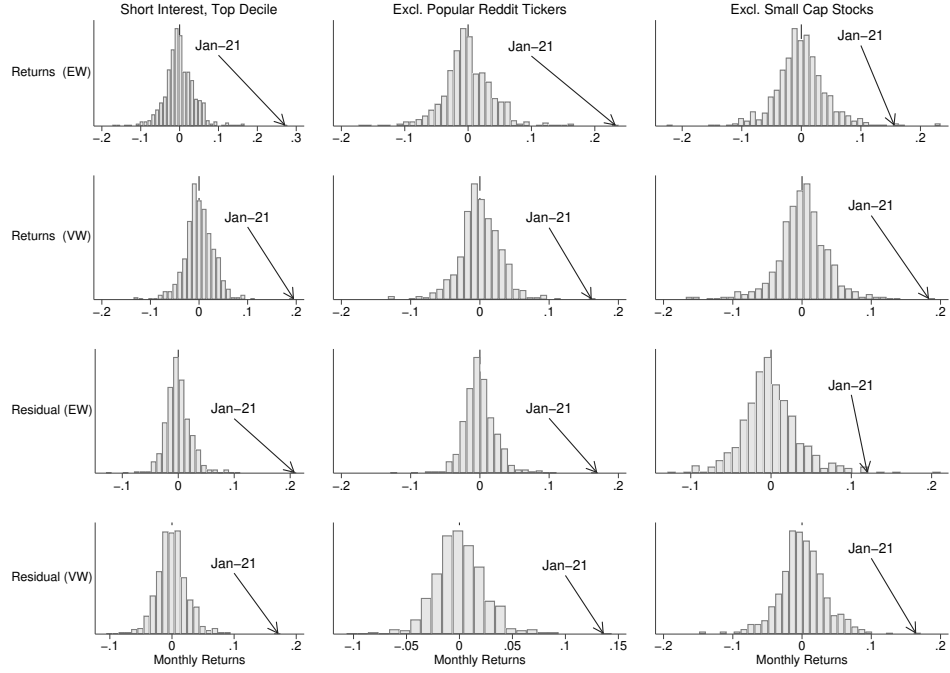 Short Interest, Top Decile Excl. Popular Reddit Tickers Excl. Small Cap Stocks
Returns (EW) Jan−21 Jan−21 Jan−21
−.2 −.1 0 .1 .2 .3 −.2 −.1 0 .1 .2 −.2 −.1 0 .1 .2
Returns (VW) Jan−21 Jan−21 Jan−21
−.2 −.1 0 .1 .2 −.2 −.1 0 .1 .2 −.2 −.1 0 .1 .2
Residual (EW) Jan−21 Jan−21 Jan−21
−.1 0 .1 .2 −.2 −.1 0 .1 .2 −.1 0 .1 .2
Residual (VW) Jan−21 Jan−21 Jan−21
−.1 0 .1 .2 −.1 −.05 0 .05 .1 .15 −.2 −.1 0 .1 .2
Monthly Returns Monthly Returns Monthly Returns